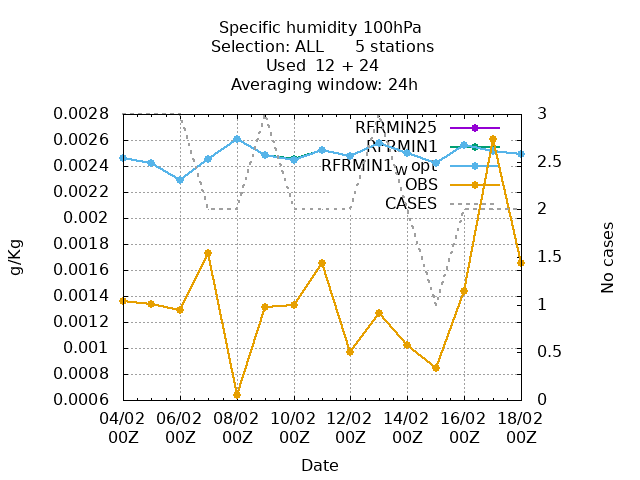 Specific humidity 100hPa
Selection: ALL 5 stations
Used 12 + 24
Averaging window: 24h
0.0028
0.0026
0.0024
0.0022
0.002
0.0018
0.0016
0.0014
0.0012
0.001
0.0008
0.0006
g/Kg
RFRMIN25
RFRMIN1
RFRMIN1w opt
OBS
CASES
3
2.5
2
1.5
1
0.5
0
No cases
04/02 06/02 08/02 10/02 12/02 14/02 16/02 18/02
00Z 00Z 00Z 00Z 00Z 00Z 00Z 00Z
Date